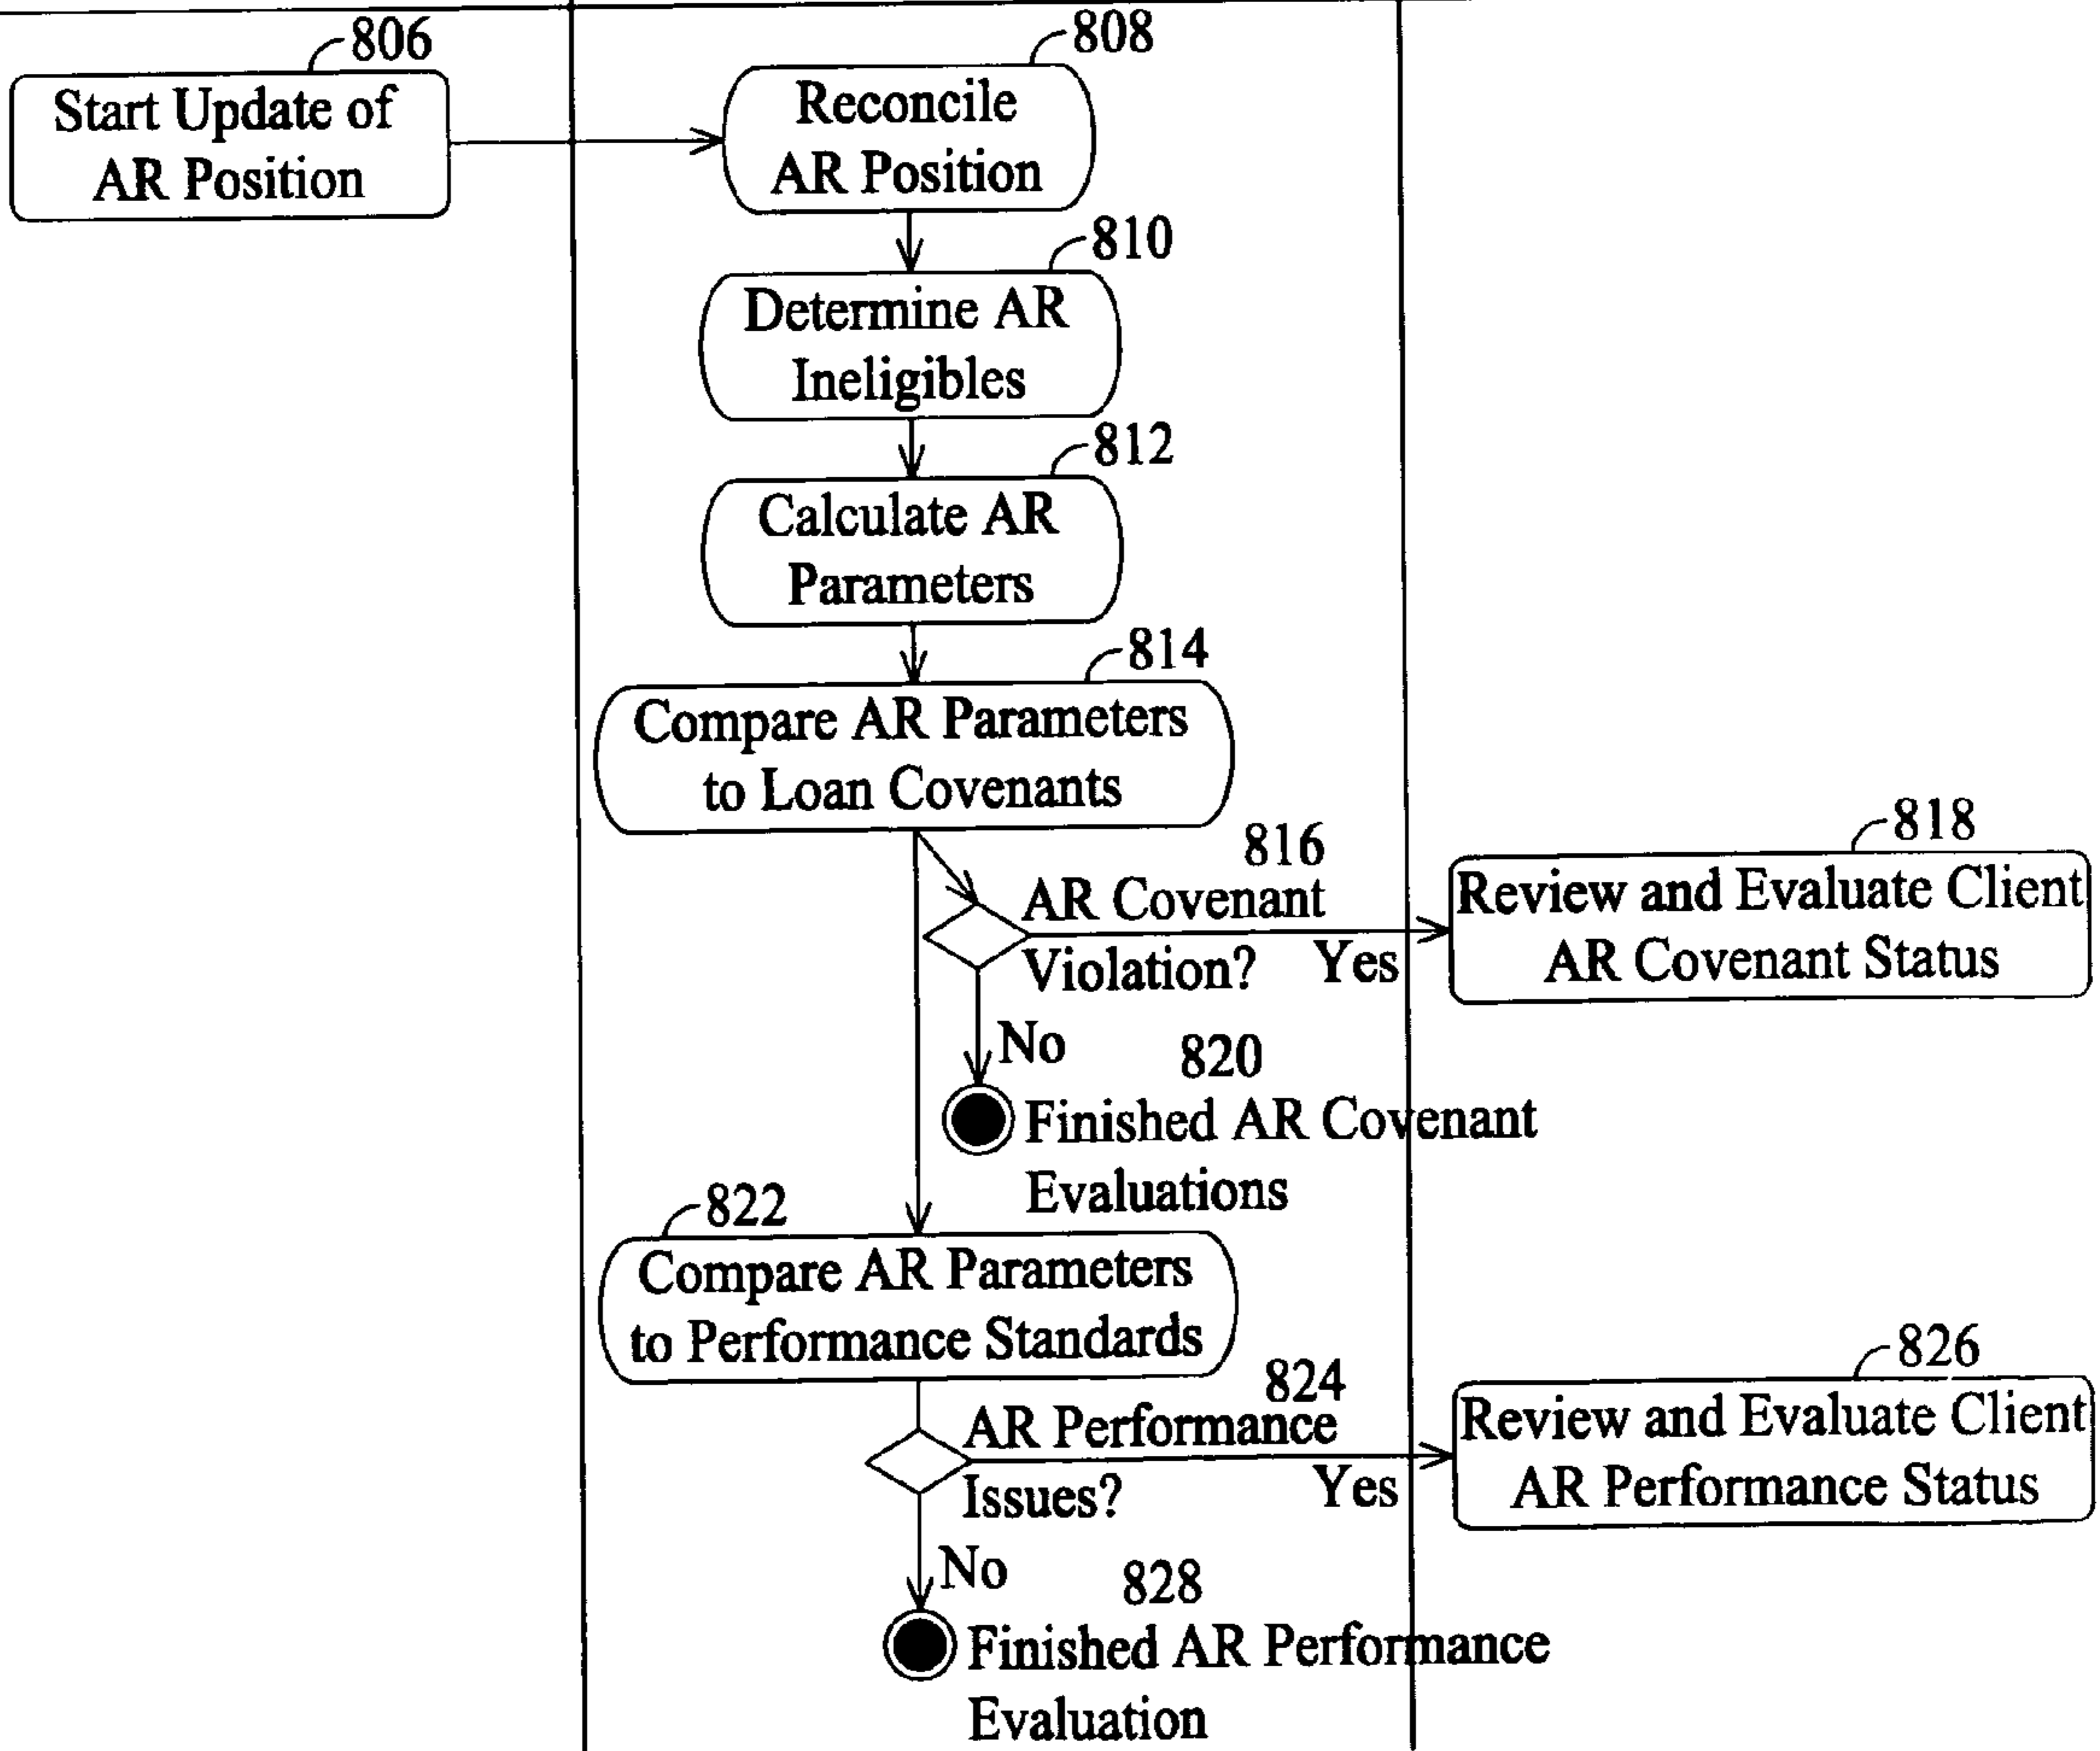 806
Start Update of
AR Position
808
Reconcile
AR Position
810
Determine AR
Ineligibles
812
Calculate AR
Parameters
814
Compare AR Parameters
to Loan Covenants
816
AR Covenant
Violation?
Yes
818
Review and Evaluate Client
AR Covenant Status
No
820
Finished AR Covenant
Evaluations
822
Compare AR Parameters
to Performance Standards
824
AR Performance
Issues?
Yes
826
Review and Evaluate Client
AR Performance Status
No
828
Finished AR Performance
Evaluation